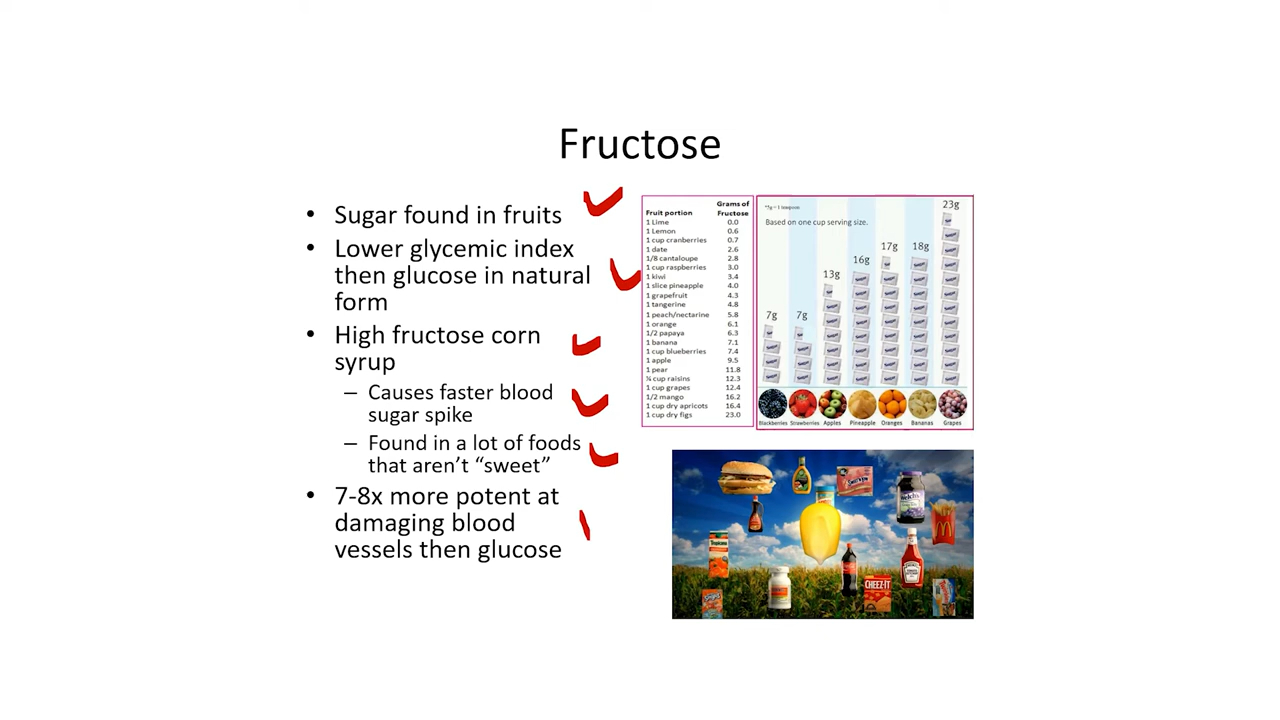 Fructose
• Sugar found in fruits
• Lower glycemic index
then glucose in natural
form
• High fructose corn
syrup
– Causes faster blood
sugar spike
– Found in a lot of foods
that aren't “sweet”
• 7-8x more potent at
damaging blood
vessels then glucose
Fruit portion Grams of Fructose
1 Lime 0.0
1 Lemon 0.6
1 cup cranberries 0.7
1 date 2.6
1/8 cantaloupe 2.8
1 cup raspberries 3.0
1 kiwi 3.4
1 slice pineapple 4.0
1 grapefruit 4.3
1 tangerine 4.8
1 peach/nectarine 5.8
1 orange 6.1
1/2 papaya 6.3
1 banana 7.1
1 cup blueberries 7.4
1 apple 9.5
1 pear 11.8
¼ cup raisins 12.3
1 cup grapes 12.4
1/2 mango 16.2
1 cup dry apricots 16.4
1 cup dry figs 23.0
Based on one cup serving size.
7g 7g 13g 16g 17g 18g 23g
Blackberries Strawberries Apples Pineapple Oranges Bananas Grapes
Welch's
Tropicana
HEINZ
CHEEZ-IT